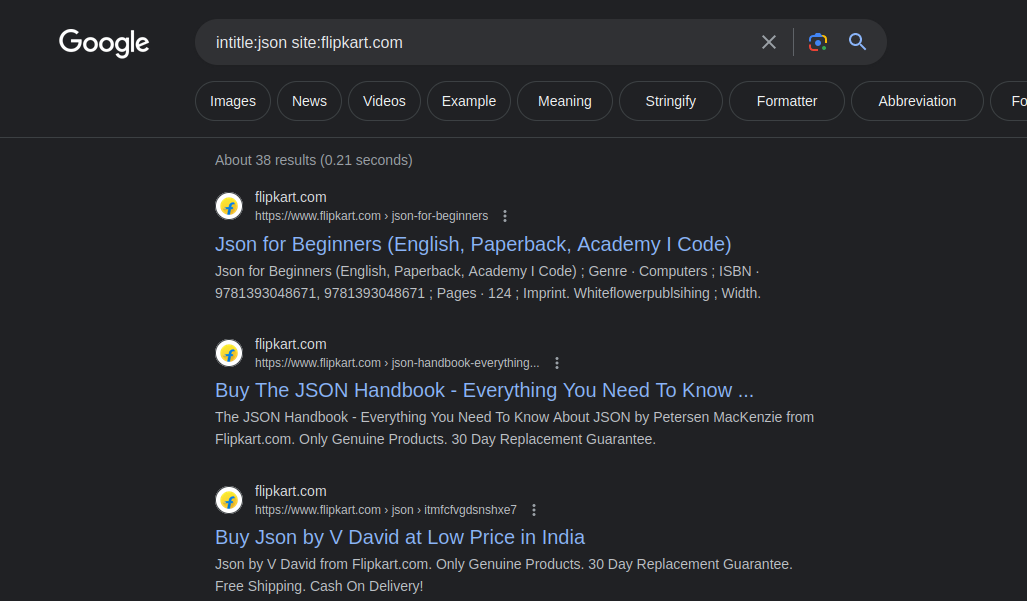 Google
intitle:json site:flipkart.com
Images News Videos Example Meaning Stringify Formatter Abbreviation Fo
About 38 results (0.21 seconds)
flipkart.com
https://www.flipkart.com › json-for-beginners
Json for Beginners (English, Paperback, Academy I Code)
Json for Beginners (English, Paperback, Academy I Code) ; Genre · Computers ; ISBN ·
9781393048671, 9781393048671 ; Pages · 124 ; Imprint. Whiteflowerpublsihing ; Width.
flipkart.com
https://www.flipkart.com › json-handbook-everything...
Buy The JSON Handbook - Everything You Need To Know ...
The JSON Handbook - Everything You Need To Know About JSON by Petersen MacKenzie from
Flipkart.com. Only Genuine Products. 30 Day Replacement Guarantee.
flipkart.com
https://www.flipkart.com › json › itmfcfvgdsnshxe7
Buy Json by V David at Low Price in India
Json by V David from Flipkart.com. Only Genuine Products. 30 Day Replacement Guarantee.
Free Shipping. Cash On Delivery!